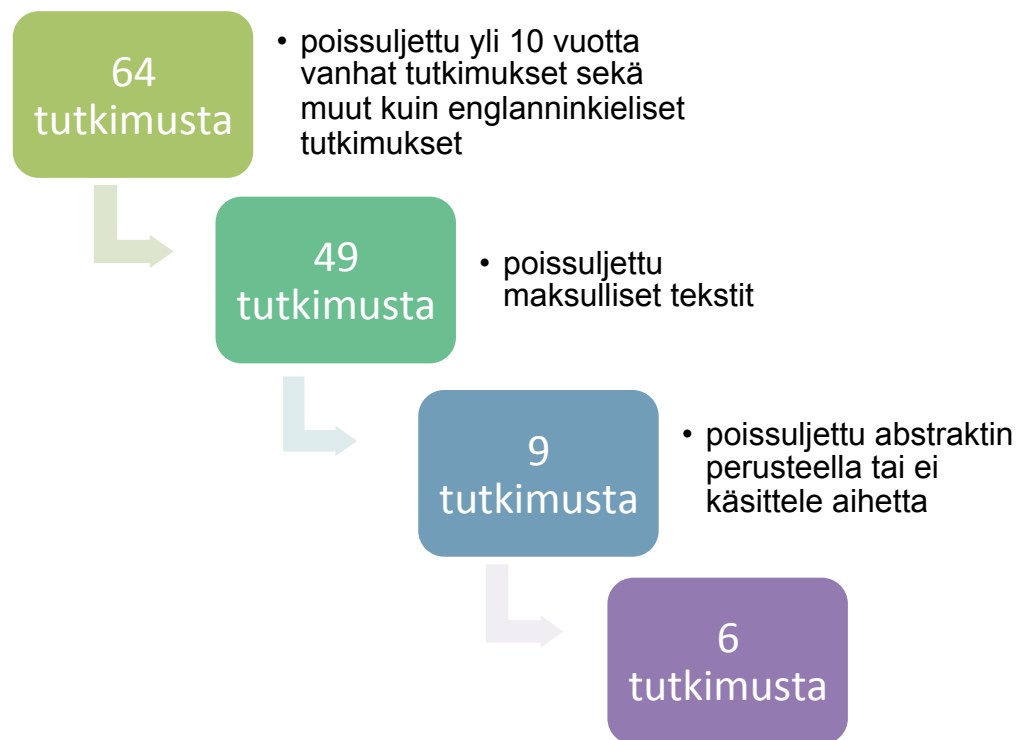 64
tutkimusta
• poissuljettu yli 10 vuotta
vanhat tutkimukset sekä
muut kuin englanninkieliset
tutkimukset
49
tutkimusta
• poissuljettu
maksulliset tekstit
9
tutkimusta
• poissuljettu abstraktin
perusteella tai ei
käsittele aihetta
6
tutkimusta